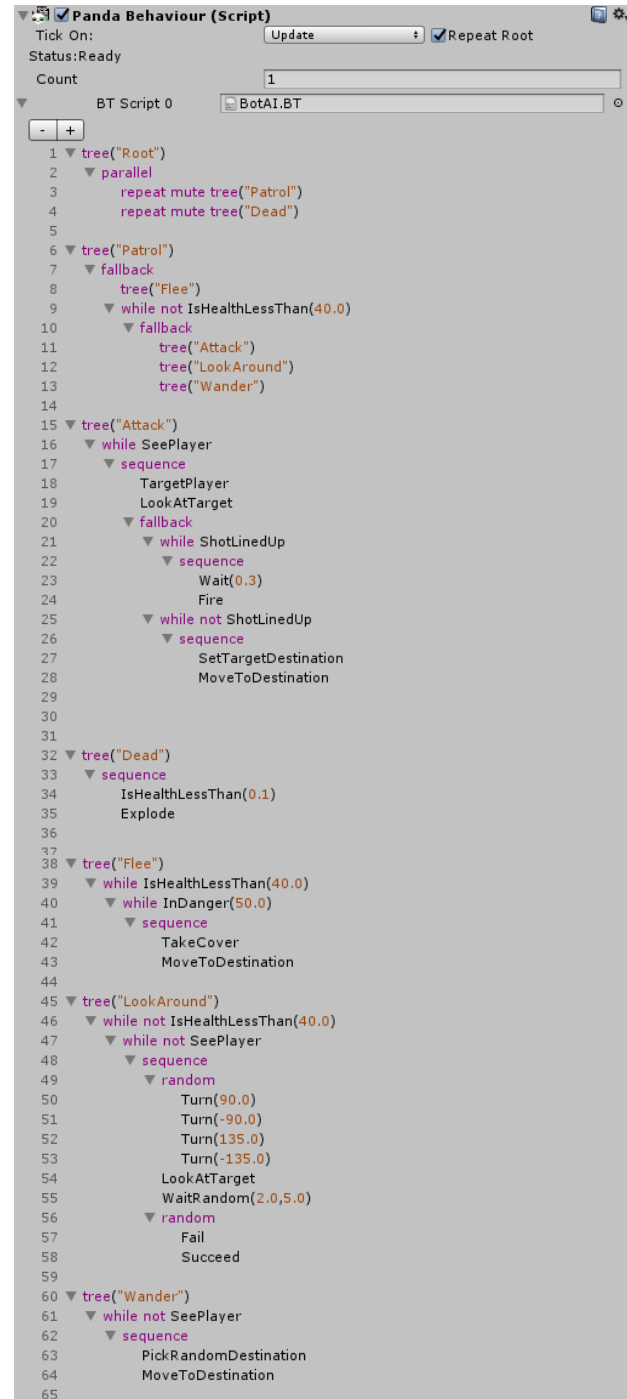 Panda Behaviour (Script)
Tick On: Update Repeat Root
Status:Ready
Count 1
BT Script 0 BotAI.BT
- +
1 tree("Root")
2 parallel
3 repeat mute tree("Patrol")
4 repeat mute tree("Dead")
5
6 tree("Patrol")
7 fallback
8 tree("Flee")
9 while not IsHealthLessThan(40.0)
10 fallback
11 tree("Attack")
12 tree("LookAround")
13 tree("Wander")
14
15 tree("Attack")
16 while SeePlayer
17 sequence
18 TargetPlayer
19 LookAtTarget
20 fallback
21 while ShotLinedUp
22 sequence
23 Wait(0.3)
24 Fire
25 while not ShotLinedUp
26 sequence
27 SetTargetDestination
28 MoveToDestination
29
30
31
32 tree("Dead")
33 sequence
34 IsHealthLessThan(0.1)
35 Explode
36
37
38 tree("Flee")
39 while IsHealthLessThan(40.0)
40 while InDanger(50.0)
41 sequence
42 TakeCover
43 MoveToDestination
44
45 tree("LookAround")
46 while not IsHealthLessThan(40.0)
47 while not SeePlayer
48 sequence
49 random
50 Turn(90.0)
51 Turn(-90.0)
52 Turn(135.0)
53 Turn(-135.0)
54 LookAtTarget
55 WaitRandom(2.0,5.0)
56 random
57 Fail
58 Succeed
59
60 tree("Wander")
61 while not SeePlayer
62 sequence
63 PickRandomDestination
64 MoveToDestination
65